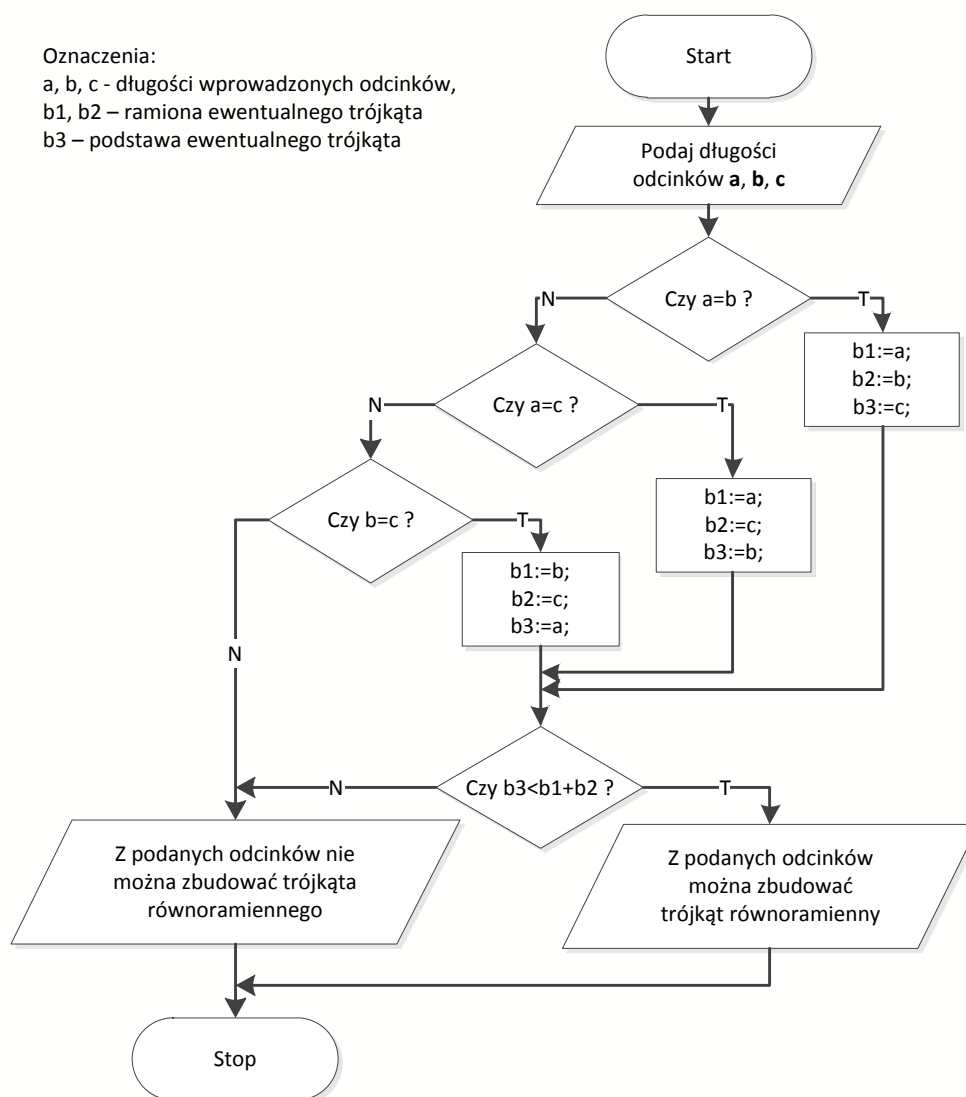 Oznaczenia:
a, b, c - długości wprowadzonych odcinków,
b1, b2 – ramiona ewentualnego trójkąta
b3 – podstawa ewentualnego trójkąta
Start
Podaj długości
odcinków a, b, c
Czy a=b ?
N
T
b1:=a;
b2:=b;
b3:=c;
Czy a=c ?
N
T
b1:=a;
b2:=c;
b3:=b;
Czy b=c ?
T
b1:=b;
b2:=c;
b3:=a;
N
Czy b3<b1+b2 ?
N
T
Z podanych odcinków nie
można zbudować trójkąta
równoramiennego
Z podanych odcinków
można zbudować
trójkąt równoramienny
Stop